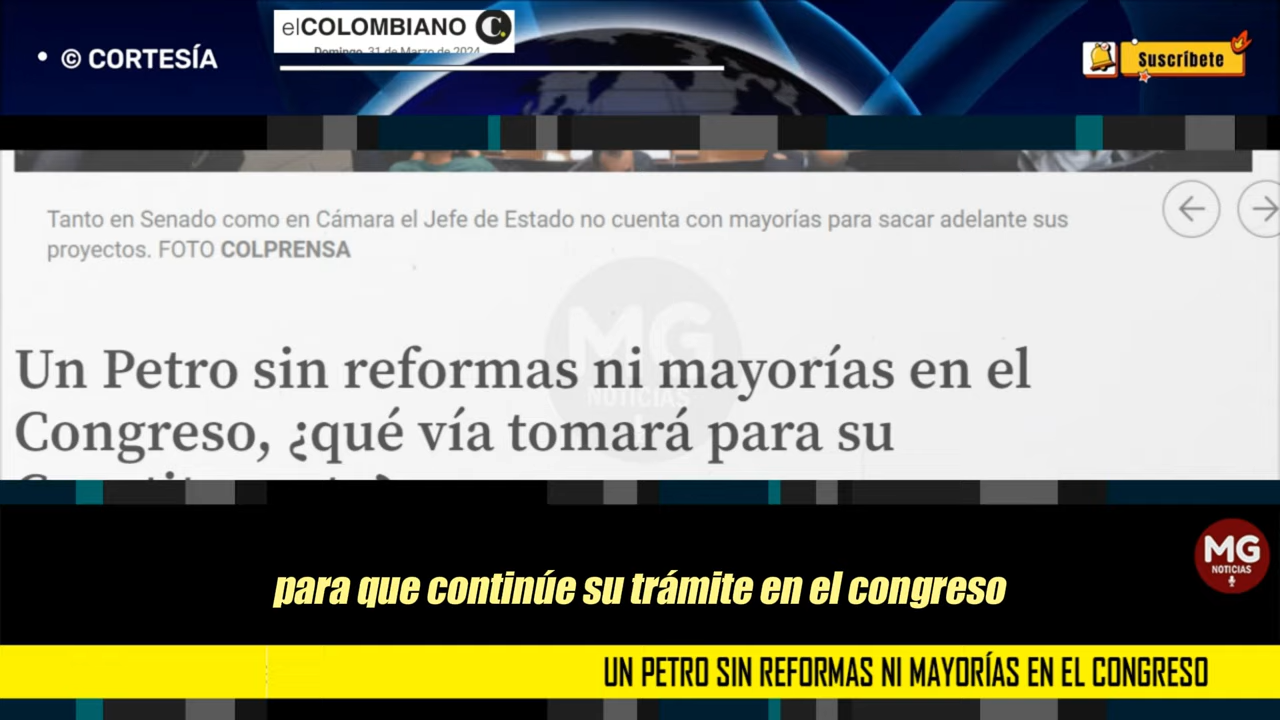 • © CORTESÍA
elCOLOMBIANO C.
Domingo, 31 de Marzo de 2024
Suscríbete
Tanto en Senado como en Cámara el Jefe de Estado no cuenta con mayorías para sacar adelante sus
proyectos. FOTO COLPRENSA
MG
NOTICIAS
Un Petro sin reformas ni mayorías en el
Congreso, ¿qué vía tomará para su
para que continúe su trámite en el congreso
MG
NOTICIAS
UN PETRO SIN REFORMAS NI MAYORÍAS EN EL CONGRESO